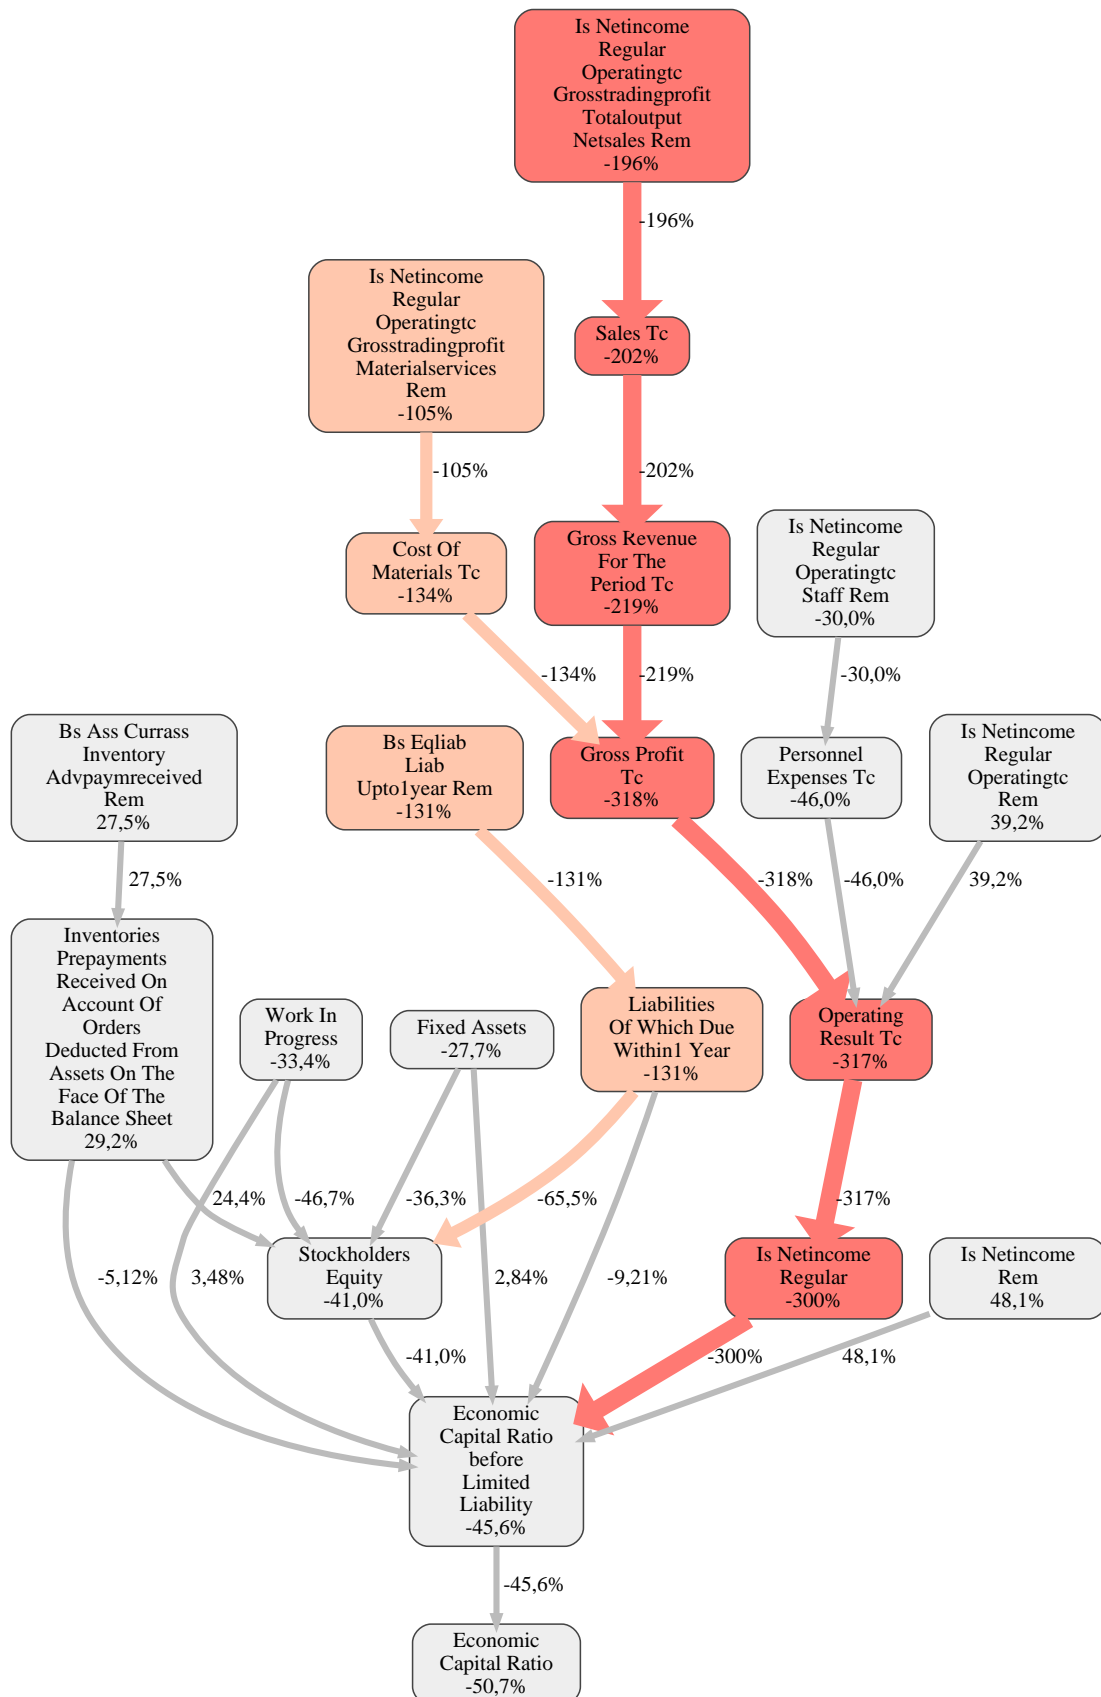 Is Netincome
Regular
Operatingtc
Grosstradingprofit
Totaloutput
Netsales Rem
-196%
-196%
Is Netincome
Regular
Operatingtc
Grosstradingprofit
Materialservices
Rem
-105%
Sales Tc
-202%
-105%
-202%
Cost Of
Materials Tc
-134%
Gross Revenue
For The
Period Tc
-219%
Is Netincome
Regular
Operatingtc
Staff Rem
-30,0%
-134%
-219%
-30,0%
Bs Ass Currass
Inventory
Advpaymreceived
Rem
27,5%
Bs Eqliab
Liab
Upto1year Rem
-131%
Gross Profit
Tc
-318%
Personnel
Expenses Tc
-46,0%
Is Netincome
Regular
Operatingtc
Rem
39,2%
27,5%
-131%
-318%
-46,0%
39,2%
Inventories
Prepayments
Received On
Account Of
Orders
Deducted From
Assets On The
Face Of The
Balance Sheet
29,2%
Work In
Progress
-33,4%
Fixed Assets
-27,7%
Liabilities
Of Which Due
Within1 Year
-131%
Operating
Result Tc
-317%
24,4%
-46,7%
-36,3%
-65,5%
-317%
-5,12%
3,48%
Stockholders
Equity
-41,0%
2,84%
-9,21%
Is Netincome
Regular
-300%
Is Netincome
Rem
48,1%
-41,0%
-300%
48,1%
Economic
Capital Ratio
before
Limited
Liability
-45,6%
-45,6%
Economic
Capital Ratio
-50,7%